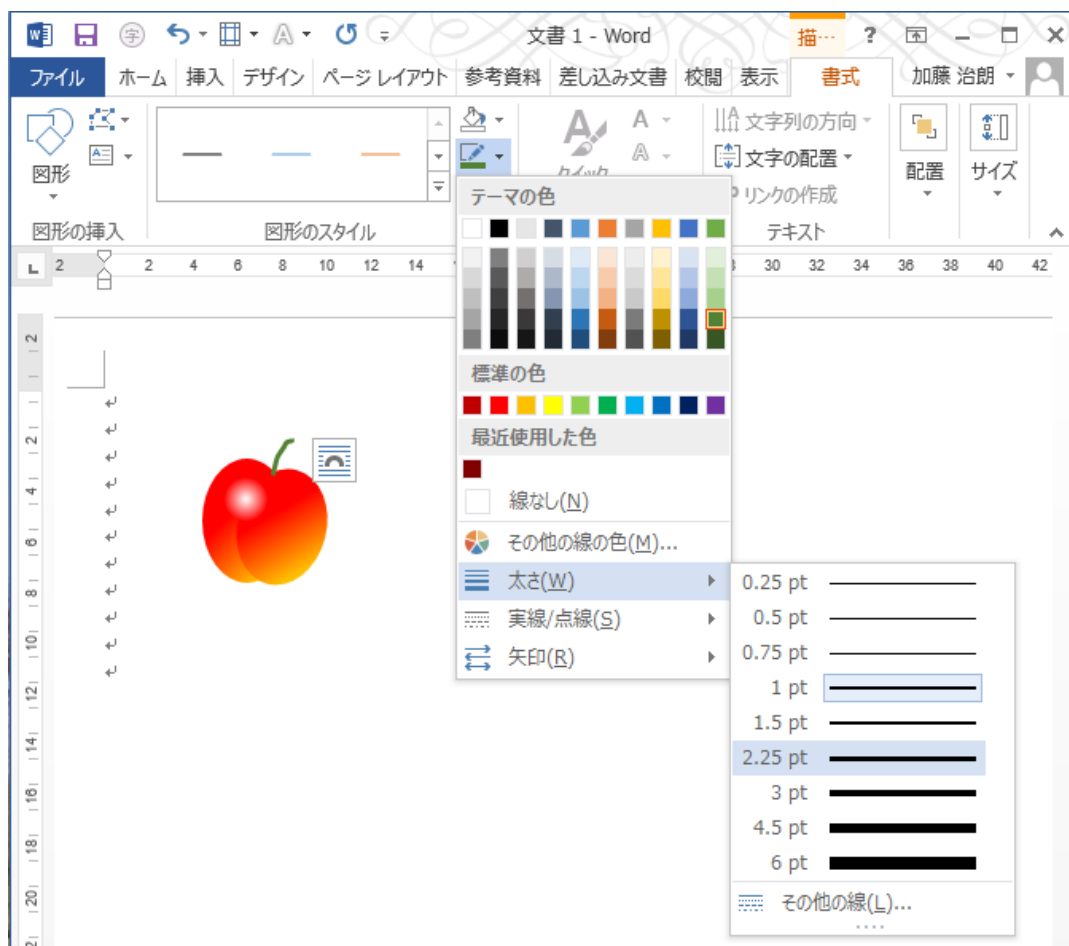 文書 1 - Word
描…
?
ファイル ホーム 挿入 デザイン ページ レイアウト 参考資料 差し込み文書 校閲 表示 書式 加藤 治朗
図形
文字列の方向
文字の配置
リンクの作成
配置
サイズ
図形の挿入 図形のスタイル テキスト
2 2 4 6 8 10 12 14 30 32 34 36 38 40 42
テーマの色
標準の色
最近使用した色
線なし(N)
その他の線の色(M)...
太さ(W)
実線/点線(S)
矢印(R)
0.25 pt
0.5 pt
0.75 pt
1 pt
1.5 pt
2.25 pt
3 pt
4.5 pt
6 pt
その他の線(L)...
2
2
4
6
8
10
12
14
16
18
20